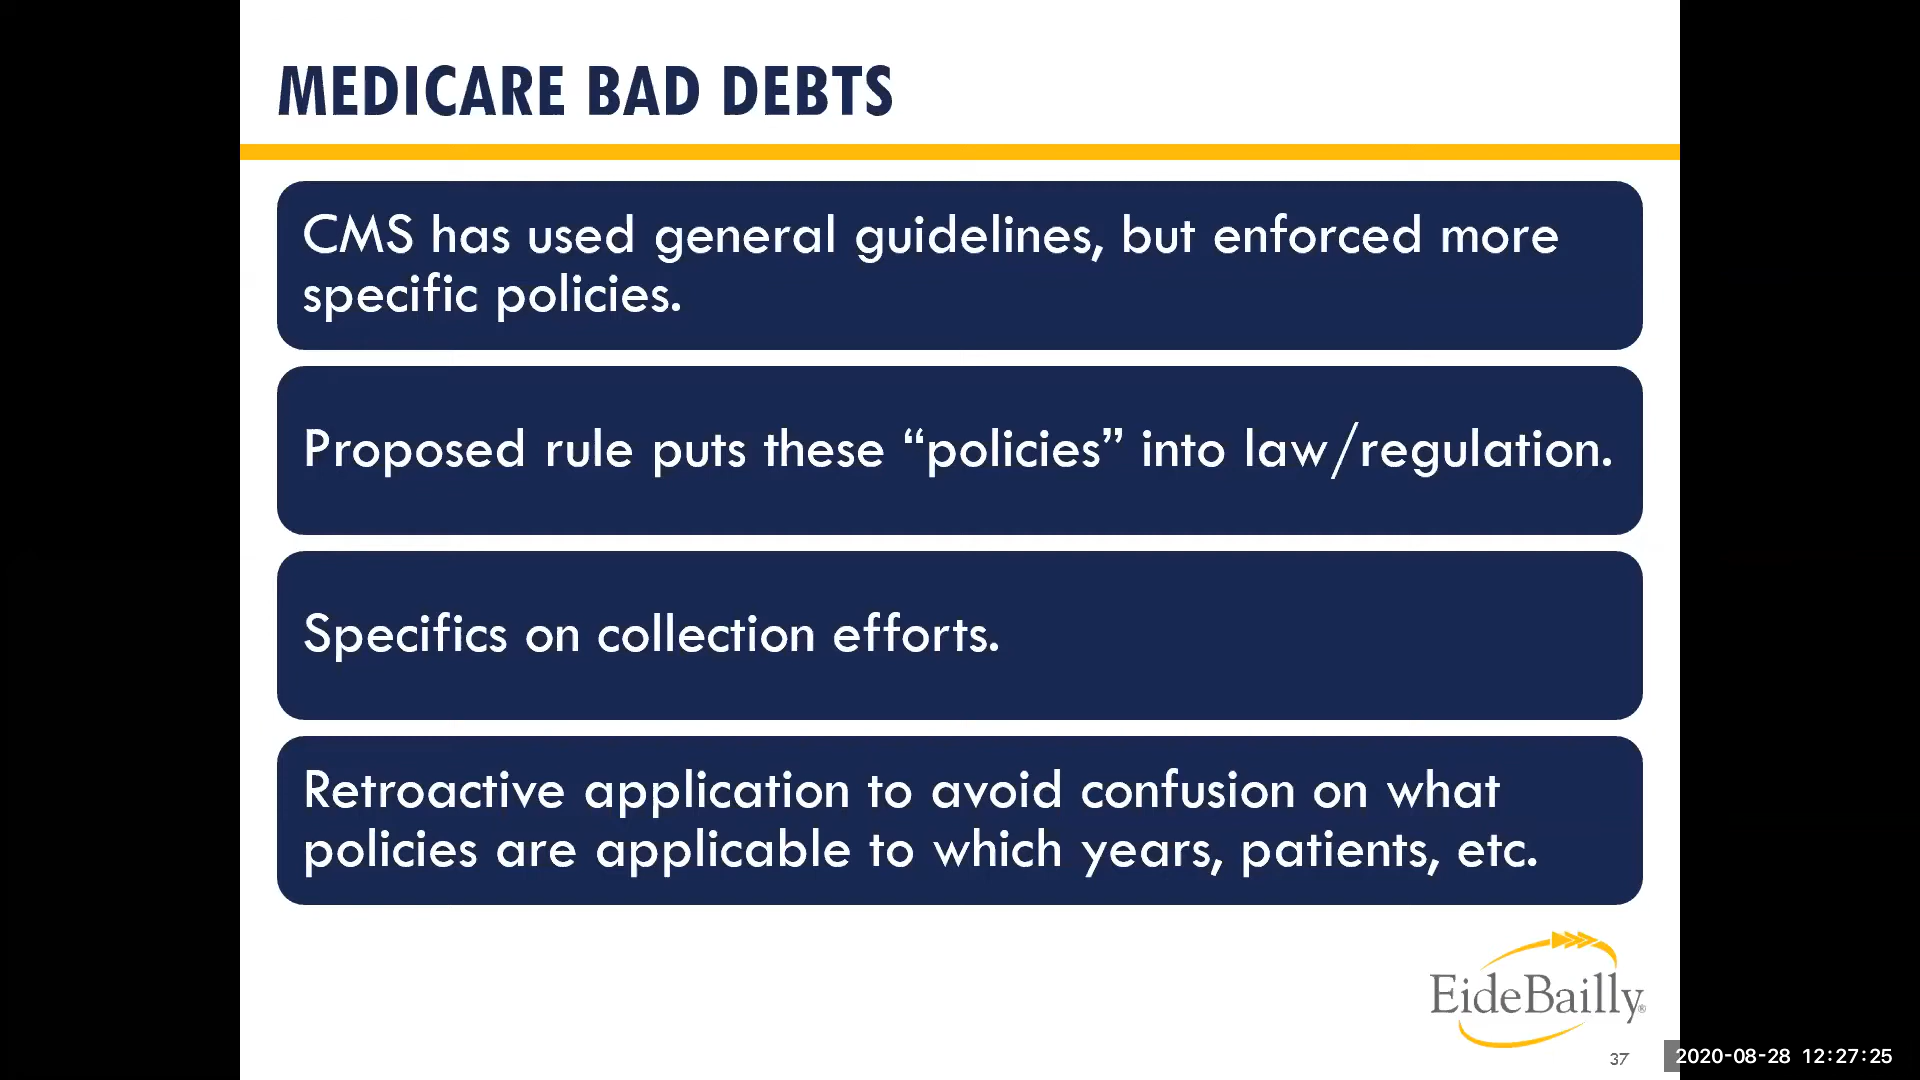 MEDICARE BAD DEBTS
CMS has used general guidelines, but enforced more
specific policies.
Proposed rule puts these “policies” into law/regulation.
Specifics on collection efforts.
Retroactive application to avoid confusion on what
policies are applicable to which years, patients, etc.
EideBailly®
37
2020-08-28 12:27:25